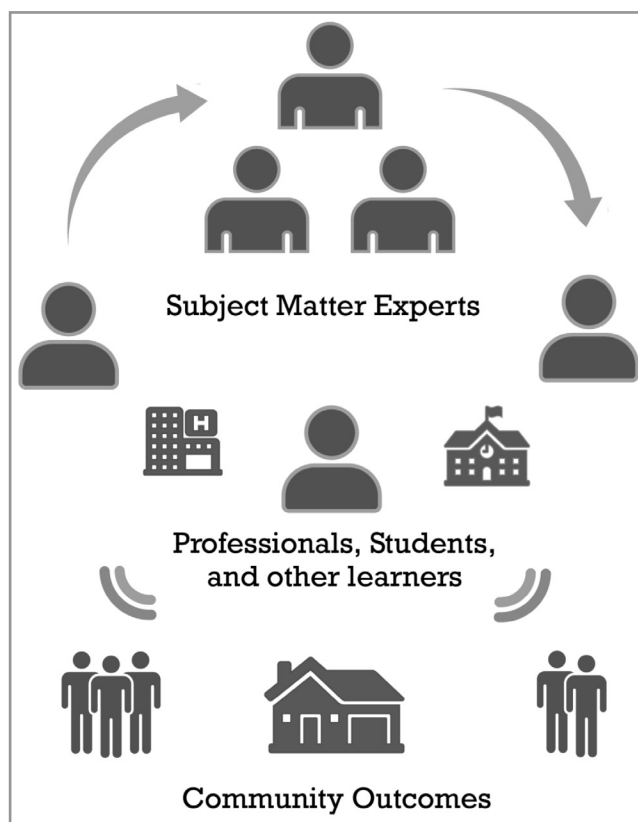 Subject Matter Experts
H
Professionals, Students,
and other learners
Community Outcomes